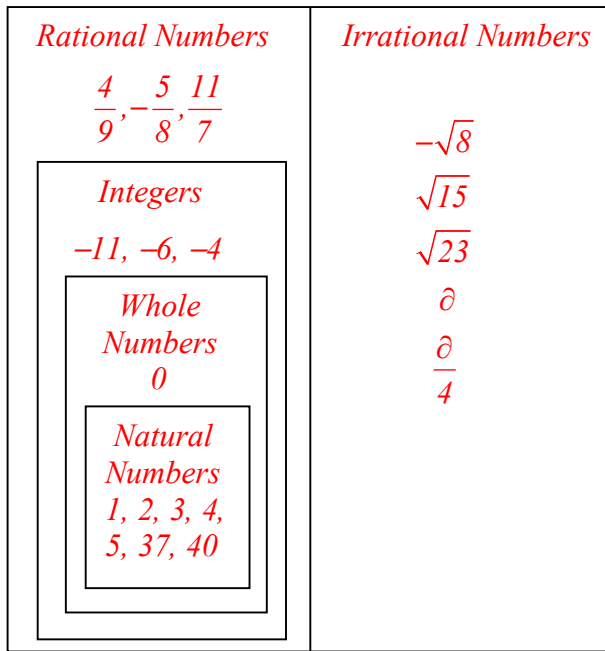 Rational Numbers
4/9, -5/8, 11/7
Integers
−11, −6, −4
Whole
Numbers
0
Natural
Numbers
1, 2, 3, 4,
5, 37, 40
Irrational Numbers
−√8
√15
√23
∂
∂/4